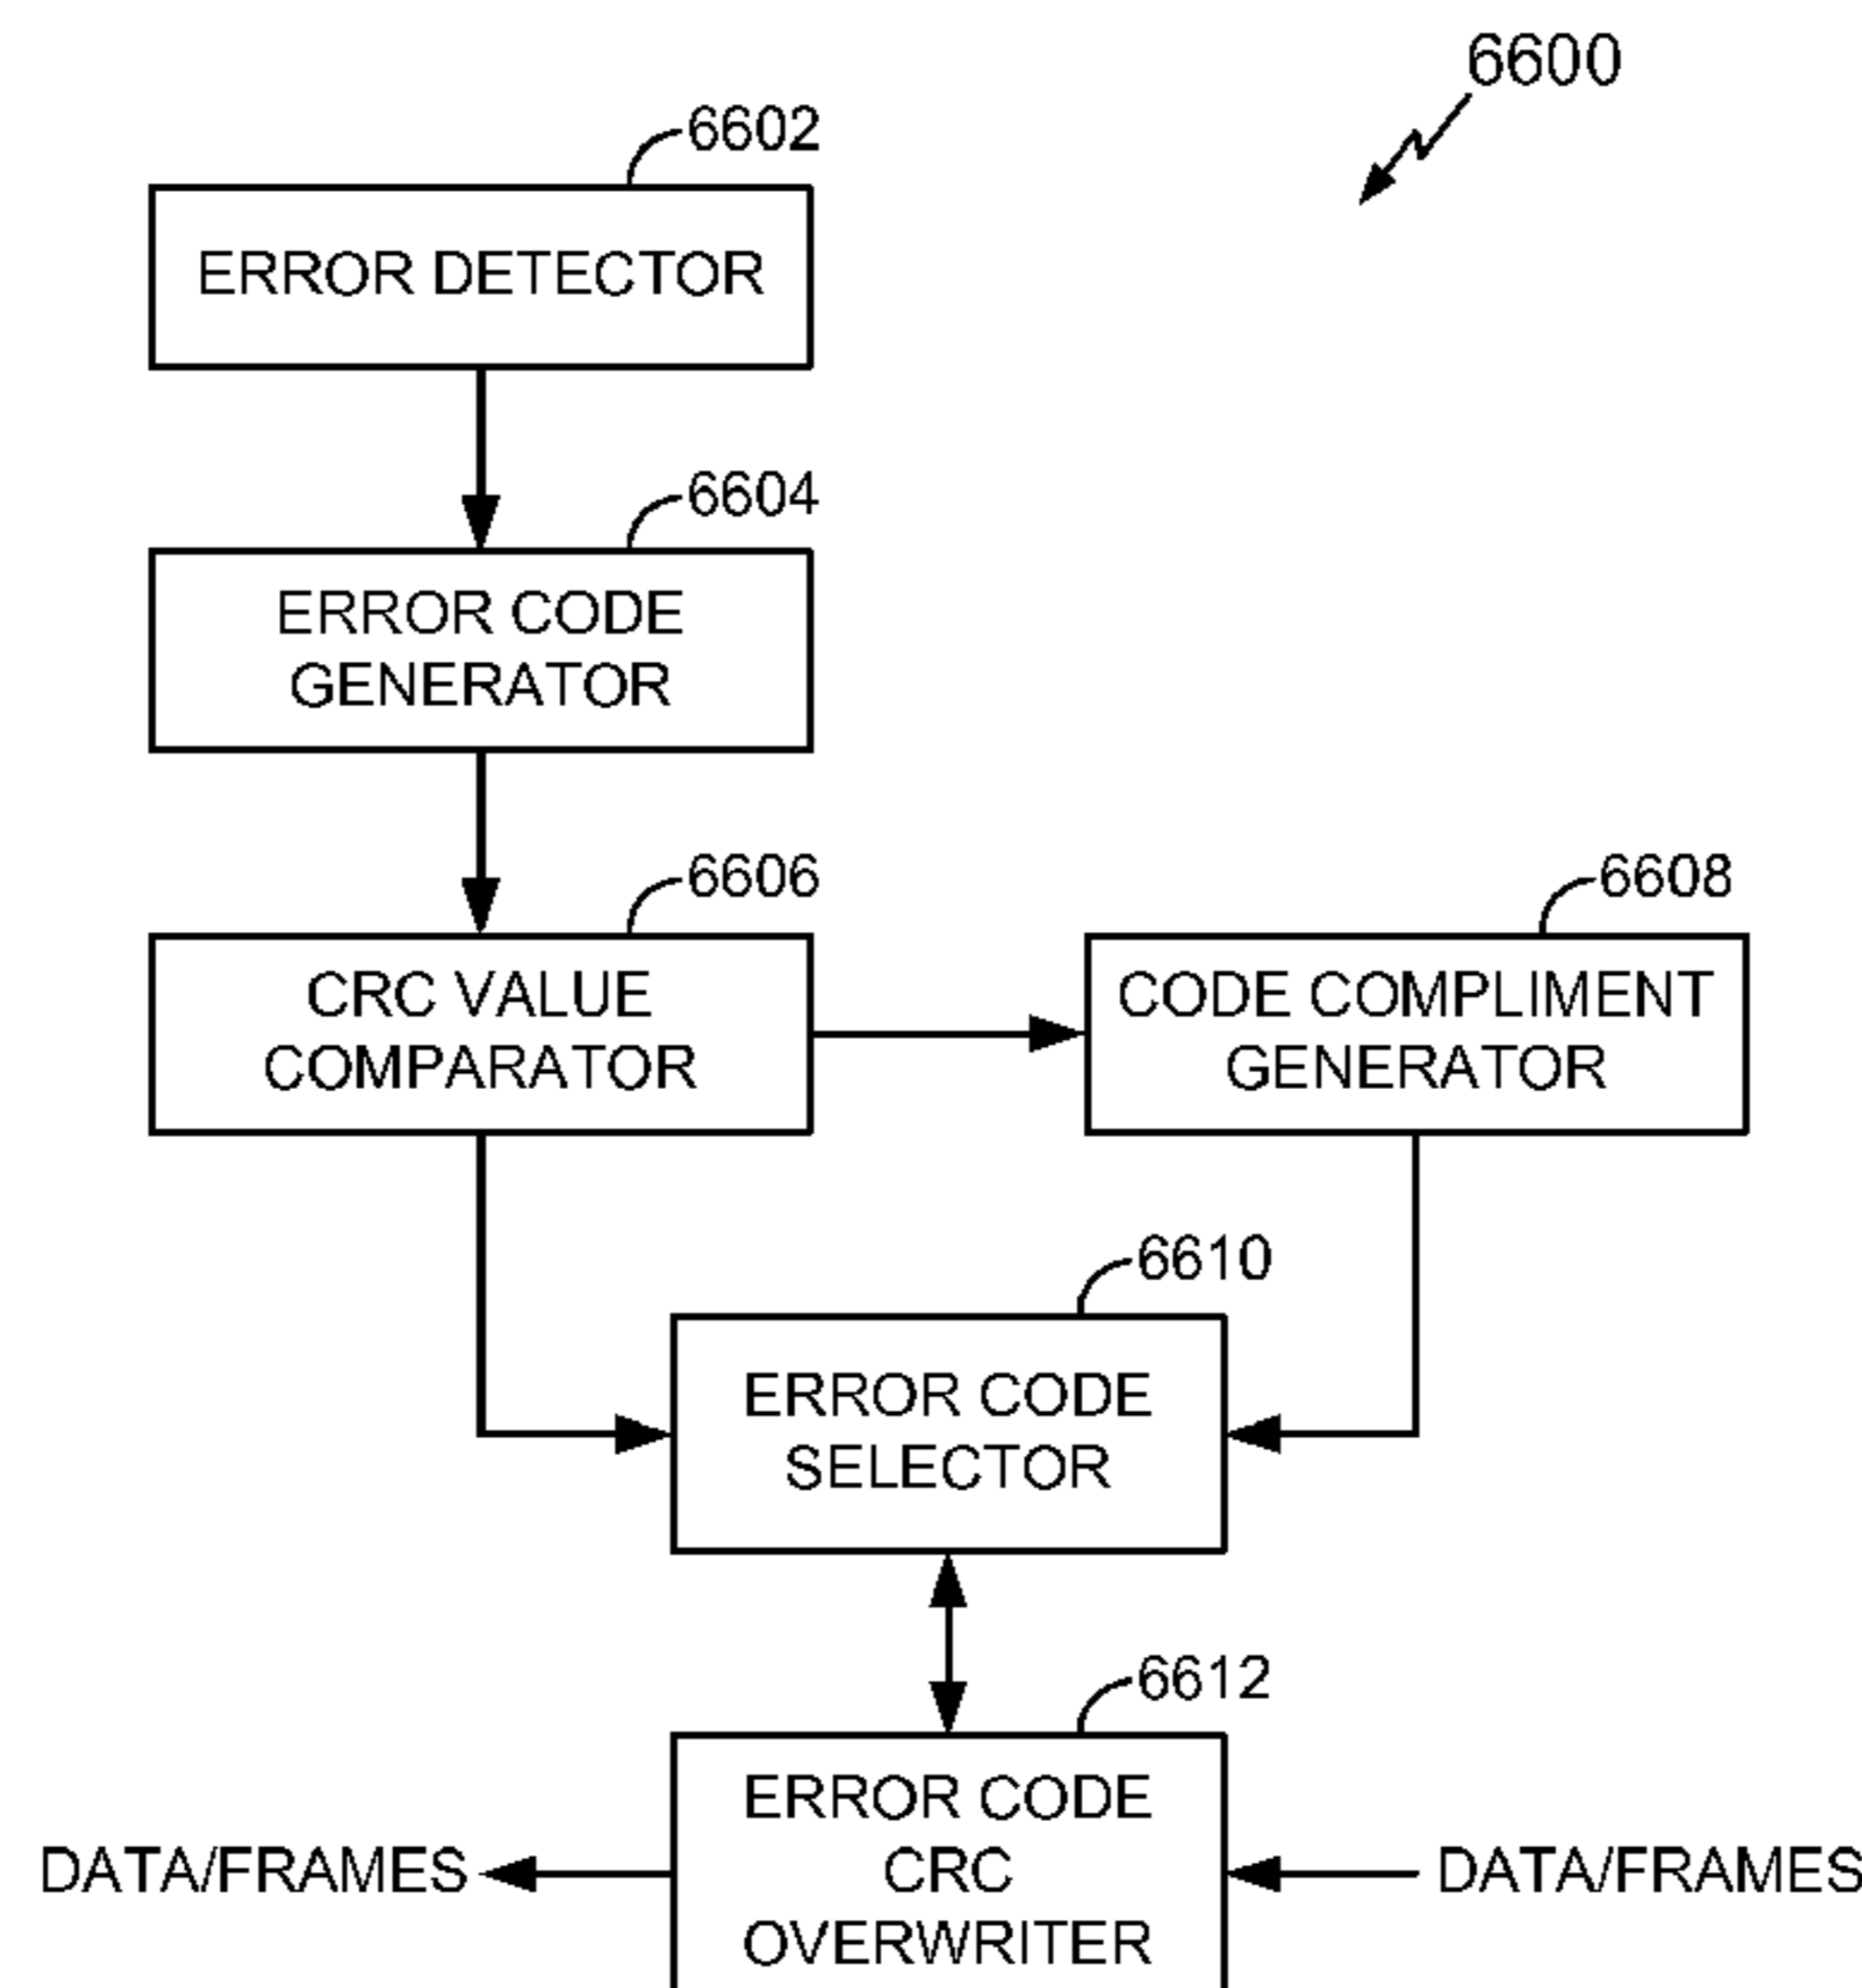 6600
6602
ERROR DETECTOR
6604
ERROR CODE
GENERATOR
6606
CRC VALUE
COMPARATOR
6608
CODE COMPLIMENT
GENERATOR
6610
ERROR CODE
SELECTOR
6612
ERROR CODE
CRC
OVERWRITER
DATA/FRAMES
DATA/FRAMES